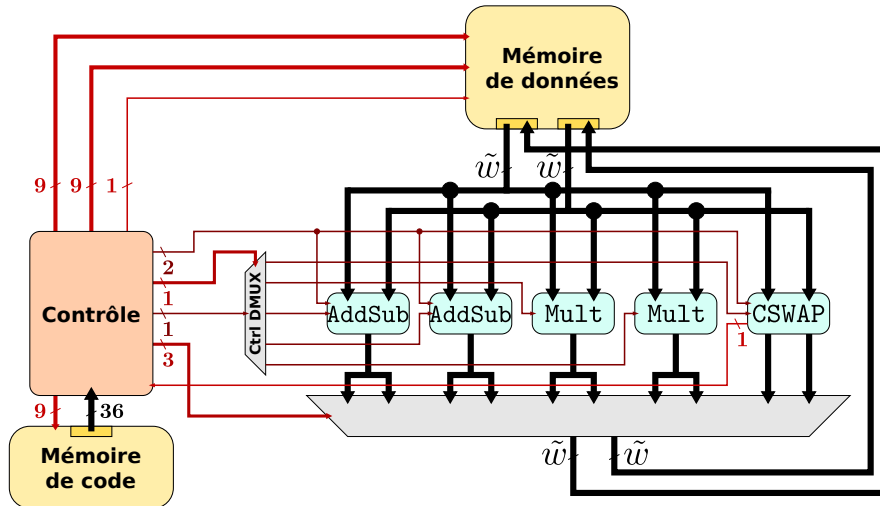 Mémoire
de données
w̃
w̃
9
9
1
2
1
1
3
Contrôle
Ctrl DMUX
AddSub
AddSub
Mult
Mult
CSWAP
1
9
36
Mémoire
de code
w̃
w̃